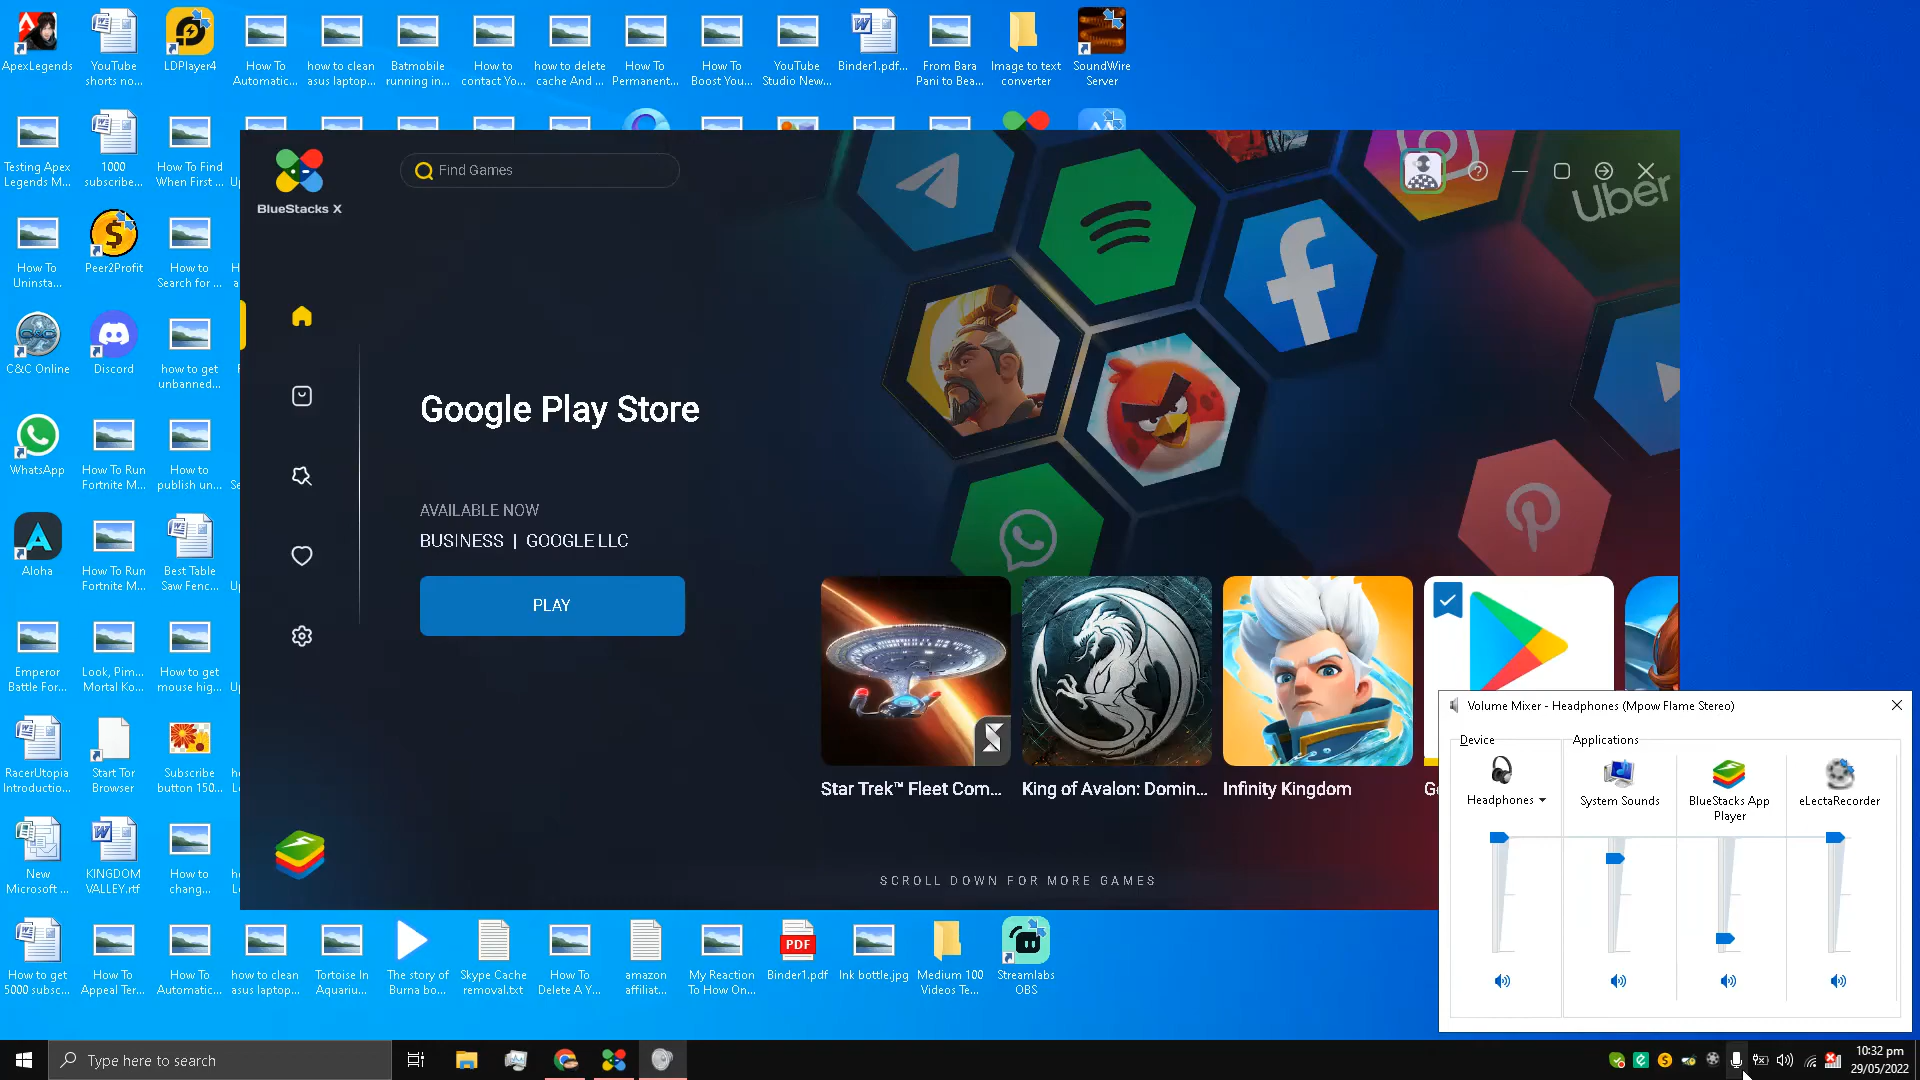 ApexLegends
YouTube
shorts no...
LDPlayer4
How To
Automatic...
how to clean
asus laptop...
Batmobile
running in...
How to
contact Yo...
how to delete
cache And ...
How To
Permanent...
How To
Boost You...
YouTube
Studio New...
Binder1.pdf...
From Bara
Pani to Bea...
Image to text
converter
SoundWire
Server
Testing Apex
Legends M...
1000
subscribe...
How To Find
When First ...
BlueStacks X
Find Games
Uber
How To
Uninsta...
Peer2Profit
How to
Search for ...
C&C Online
Discord
how to get
unbanned...
Google Play Store
WhatsApp
How To Run
Fortnite M...
How to
publish un...
AVAILABLE NOW
BUSINESS | GOOGLE LLC
PLAY
Aloha
How To Run
Fortnite M...
Best Table
Saw Fenc...
Emperor
Battle For...
Look, Pim...
Mortal Ko...
How to get
mouse hig...
RacerUtopia
Introductio...
Start Tor
Browser
Subscribe
button 150...
Star Trek™ Fleet Com...
King of Avalon: Domin...
Infinity Kingdom
Volume Mixer - Headphones (Mpow Flame Stereo)
Device
Applications
Headphones
System Sounds
BlueStacks App
Player
eLectaRecorder
New
Microsoft ...
KINGDOM
VALLEY.rtf
How to
chang...
SCROLL DOWN FOR MORE GAMES
How to get
5000 subsc...
How To
Appeal Ter...
How To
Automatic...
how to clean
asus laptop...
Tortoise In
Aquariu...
The story of
Burna bo...
Skype Cache
removal.txt
How To
Delete A Y...
amazon
affiliat...
My Reaction
To How On...
PDF
Binder1.pdf
Ink bottle.jpg
Medium 100
Videos Te...
Streamlabs
OBS
Type here to search
10:32 pm
29/05/2022